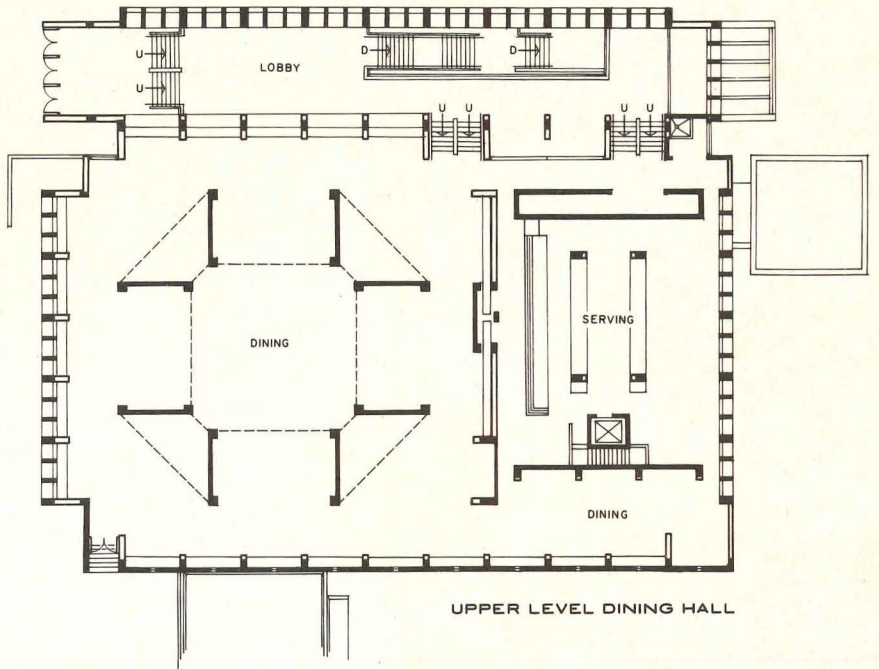 D
D
U
LOBBY
U
U
U
U
U
SERVING
DINING
DINING
UPPER LEVEL DINING HALL